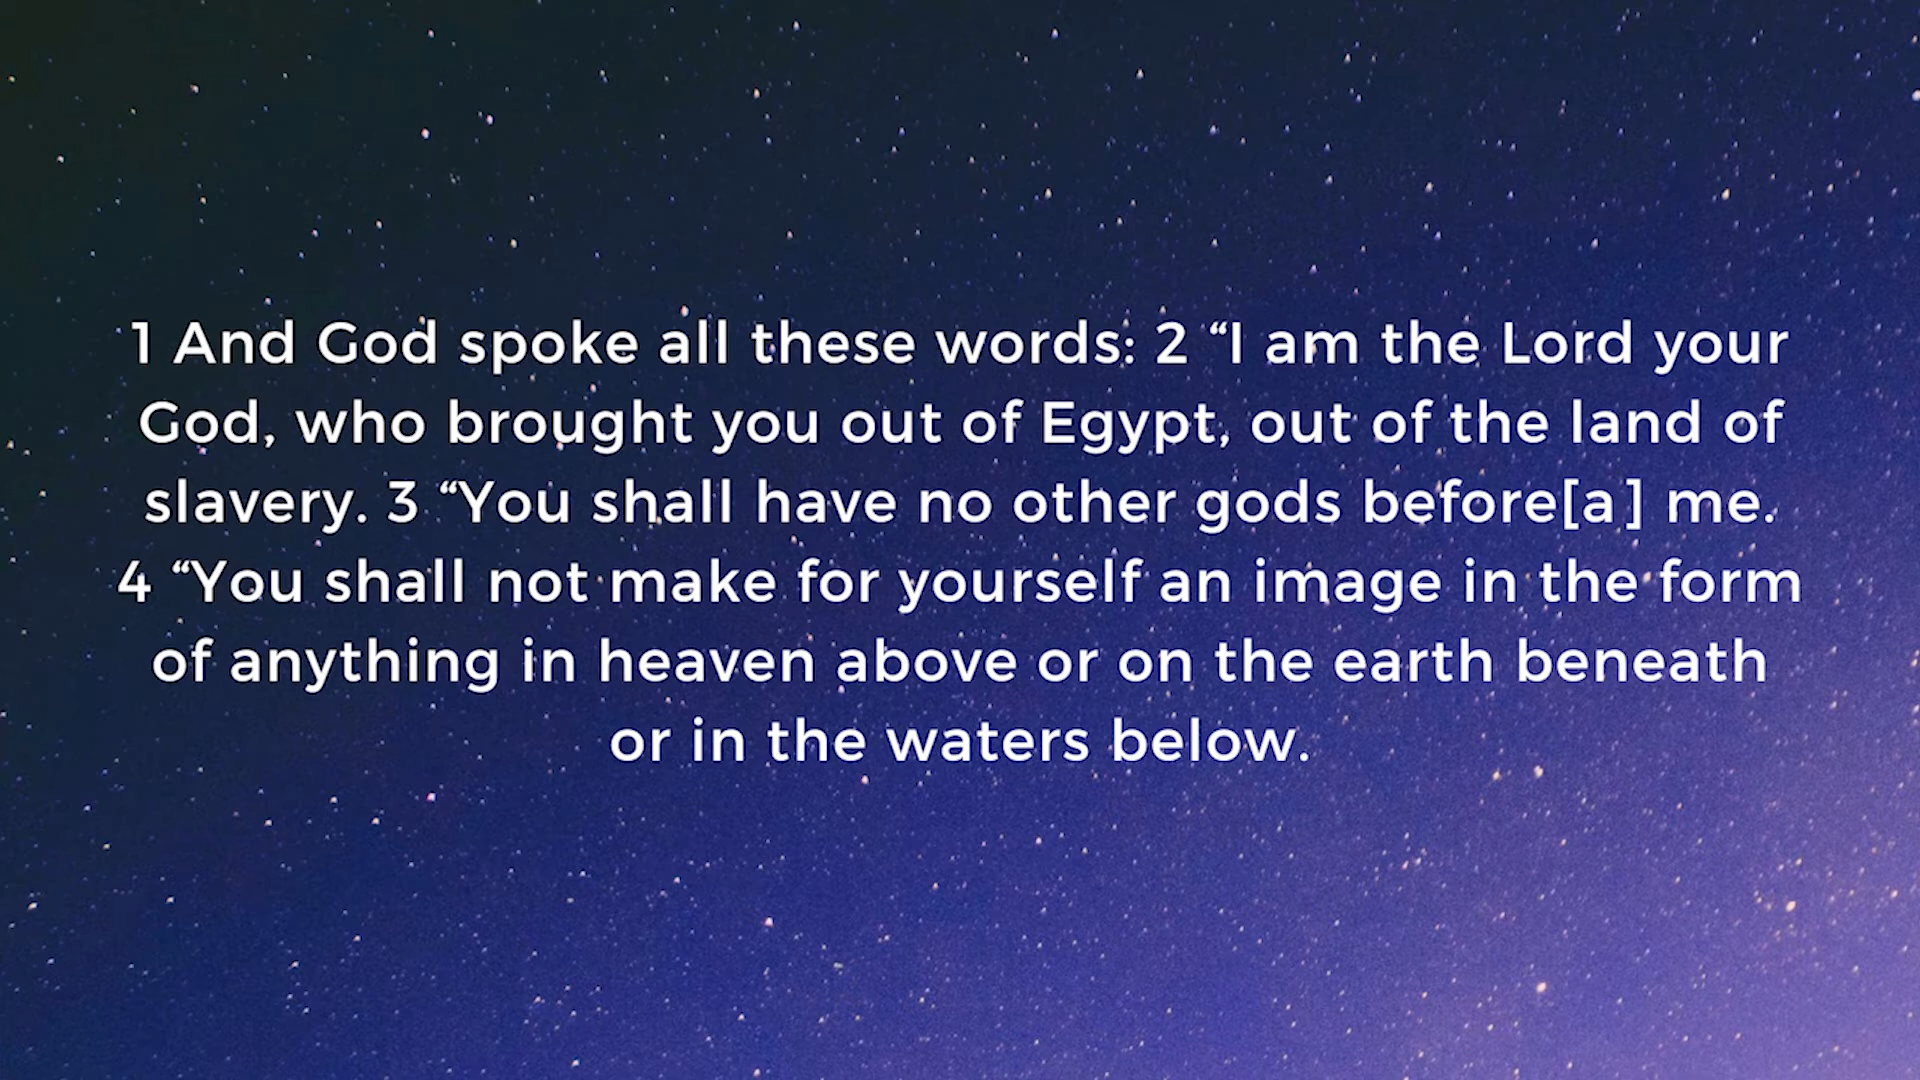 1 And God spoke all these words: 2 “I am the Lord your
God, who brought you out of Egypt, out of the land of
slavery. 3 “You shall have no other gods before[a] me.
4 “You shall not make for yourself an image in the form
of anything in heaven above or on the earth beneath
or in the waters below.